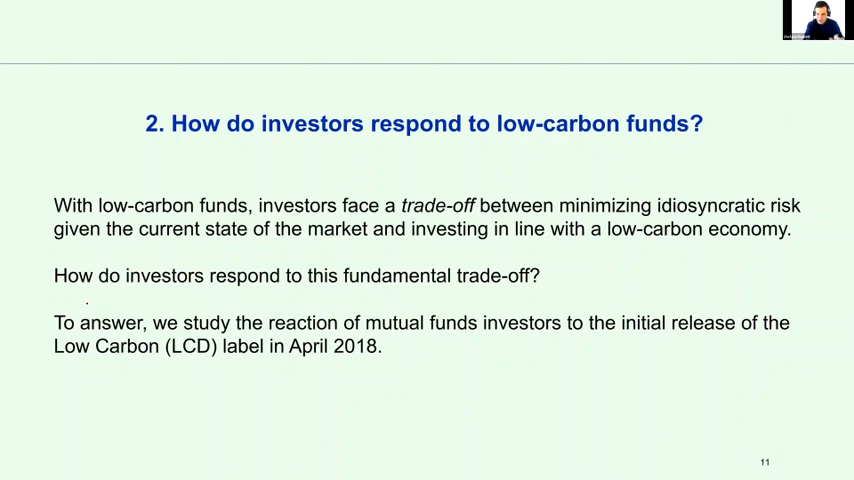 2. How do investors respond to low-carbon funds?
With low-carbon funds, investors face a trade-off between minimizing idiosyncratic risk
given the current state of the market and investing in line with a low-carbon economy.
How do investors respond to this fundamental trade-off?
.
To answer, we study the reaction of mutual funds investors to the initial release of the
Low Carbon (LCD) label in April 2018.
11